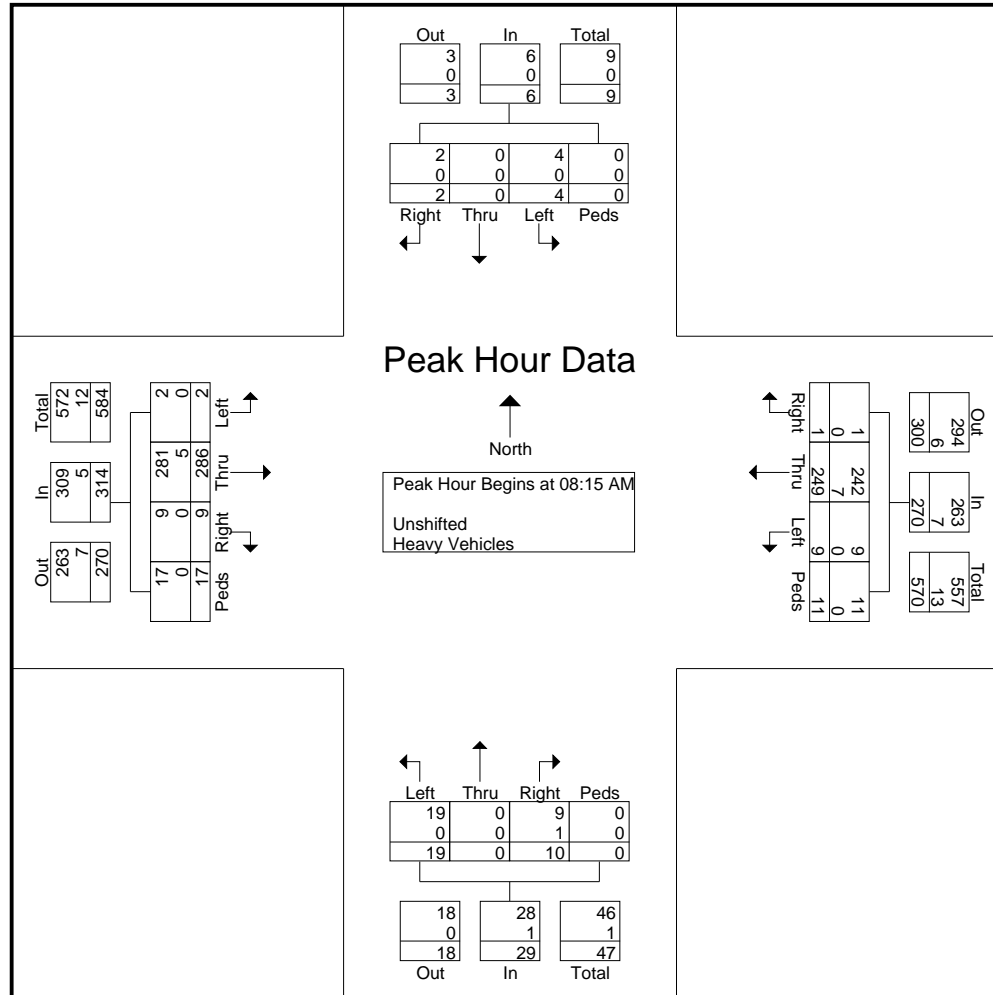 Out In Total
3 6 9
0 0 0
3 6 9
2 0 4 0
0 0 0 0
2 0 4 0
Right Thru Left Peds
Peak Hour Data
North
Peak Hour Begins at 08:15 AM
Unshifted
Heavy Vehicles
Left Thru Right Peds
2 281 9 17
0 5 0 0
2 286 9 17
Total In Out
572 309 263
12 5 7
584 314 270
Right Thru Left Peds
1 242 9 11
0 7 0 0
1 249 9 11
Out In Total
294 263 557
6 7 13
300 270 570
Left Thru Right Peds
19 0 9 0
0 0 1 0
19 0 10 0
18 28 46
0 1 1
18 29 47
Out In Total